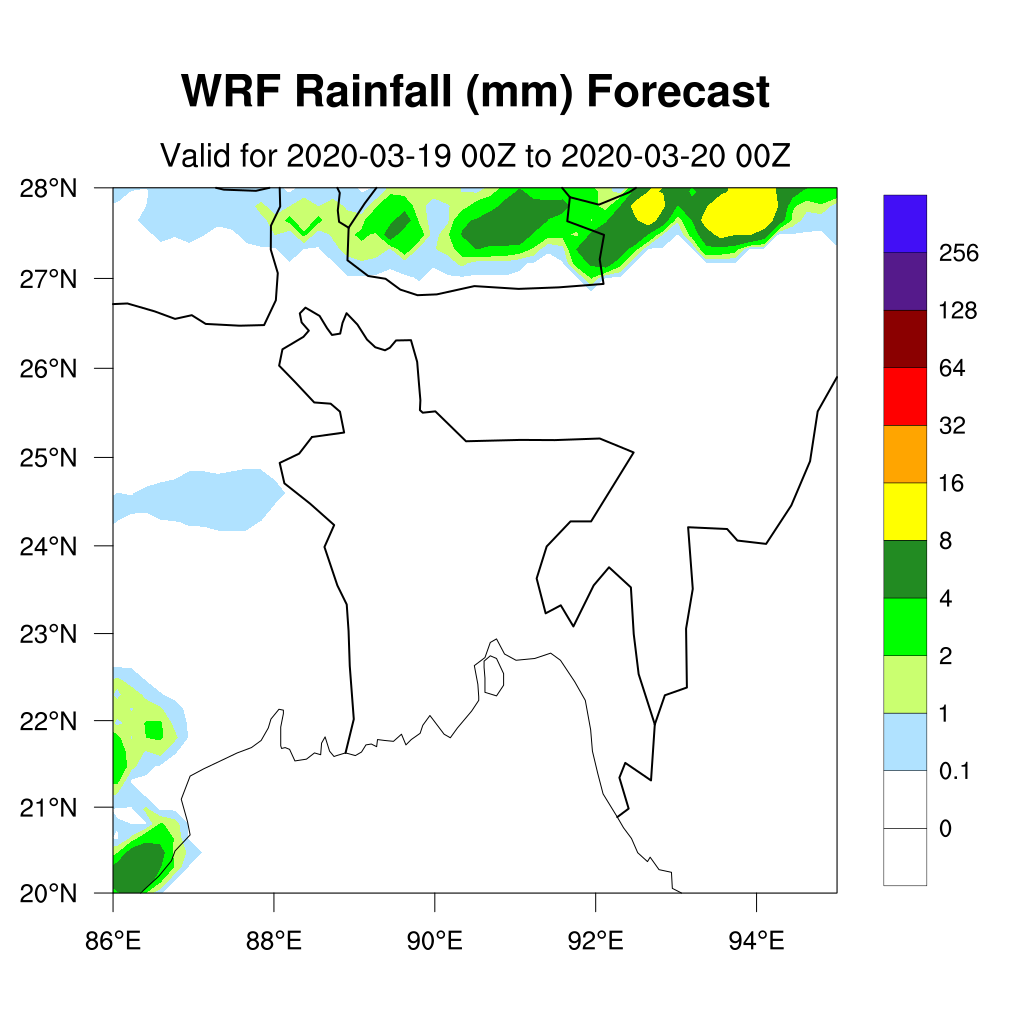 WRF Rainfall (mm) Forecast
Valid for 2020-03-19 00Z to 2020-03-20 00Z
28°N
27°N
26°N
25°N
24°N
23°N
22°N
21°N
20°N
86°E 88°E 90°E 92°E 94°E
256
128
64
32
16
8
4
2
1
0.1
0